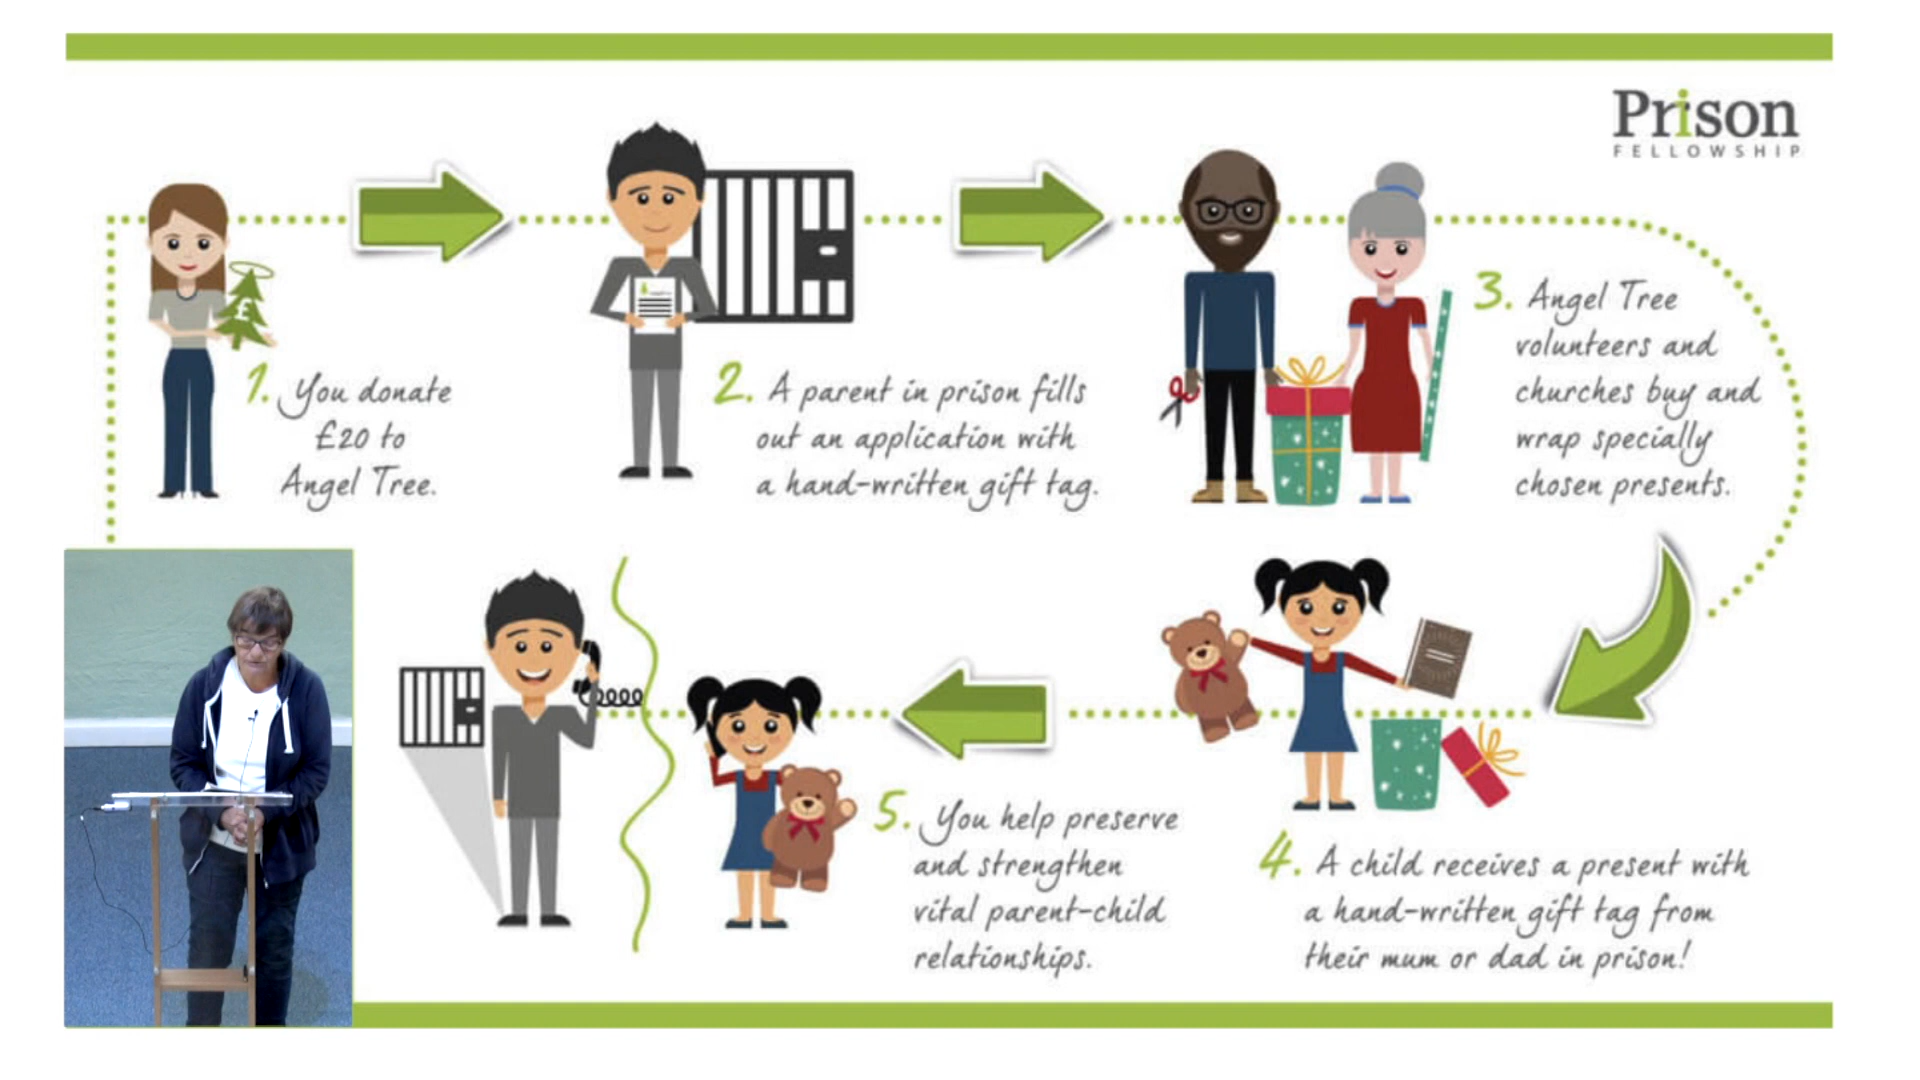 Prison
FELLOWSHIP
1. You donate
£20 to
Angel Tree.
2. A parent in prison fills
out an application with
a hand-written gift tag.
3. Angel Tree
volunteers and
churches buy and
wrap specially
chosen presents.
4. A child receives a present with
a hand-written gift tag from
their mum or dad in prison!
5. You help preserve
and strengthen
vital parent-child
relationships.
£